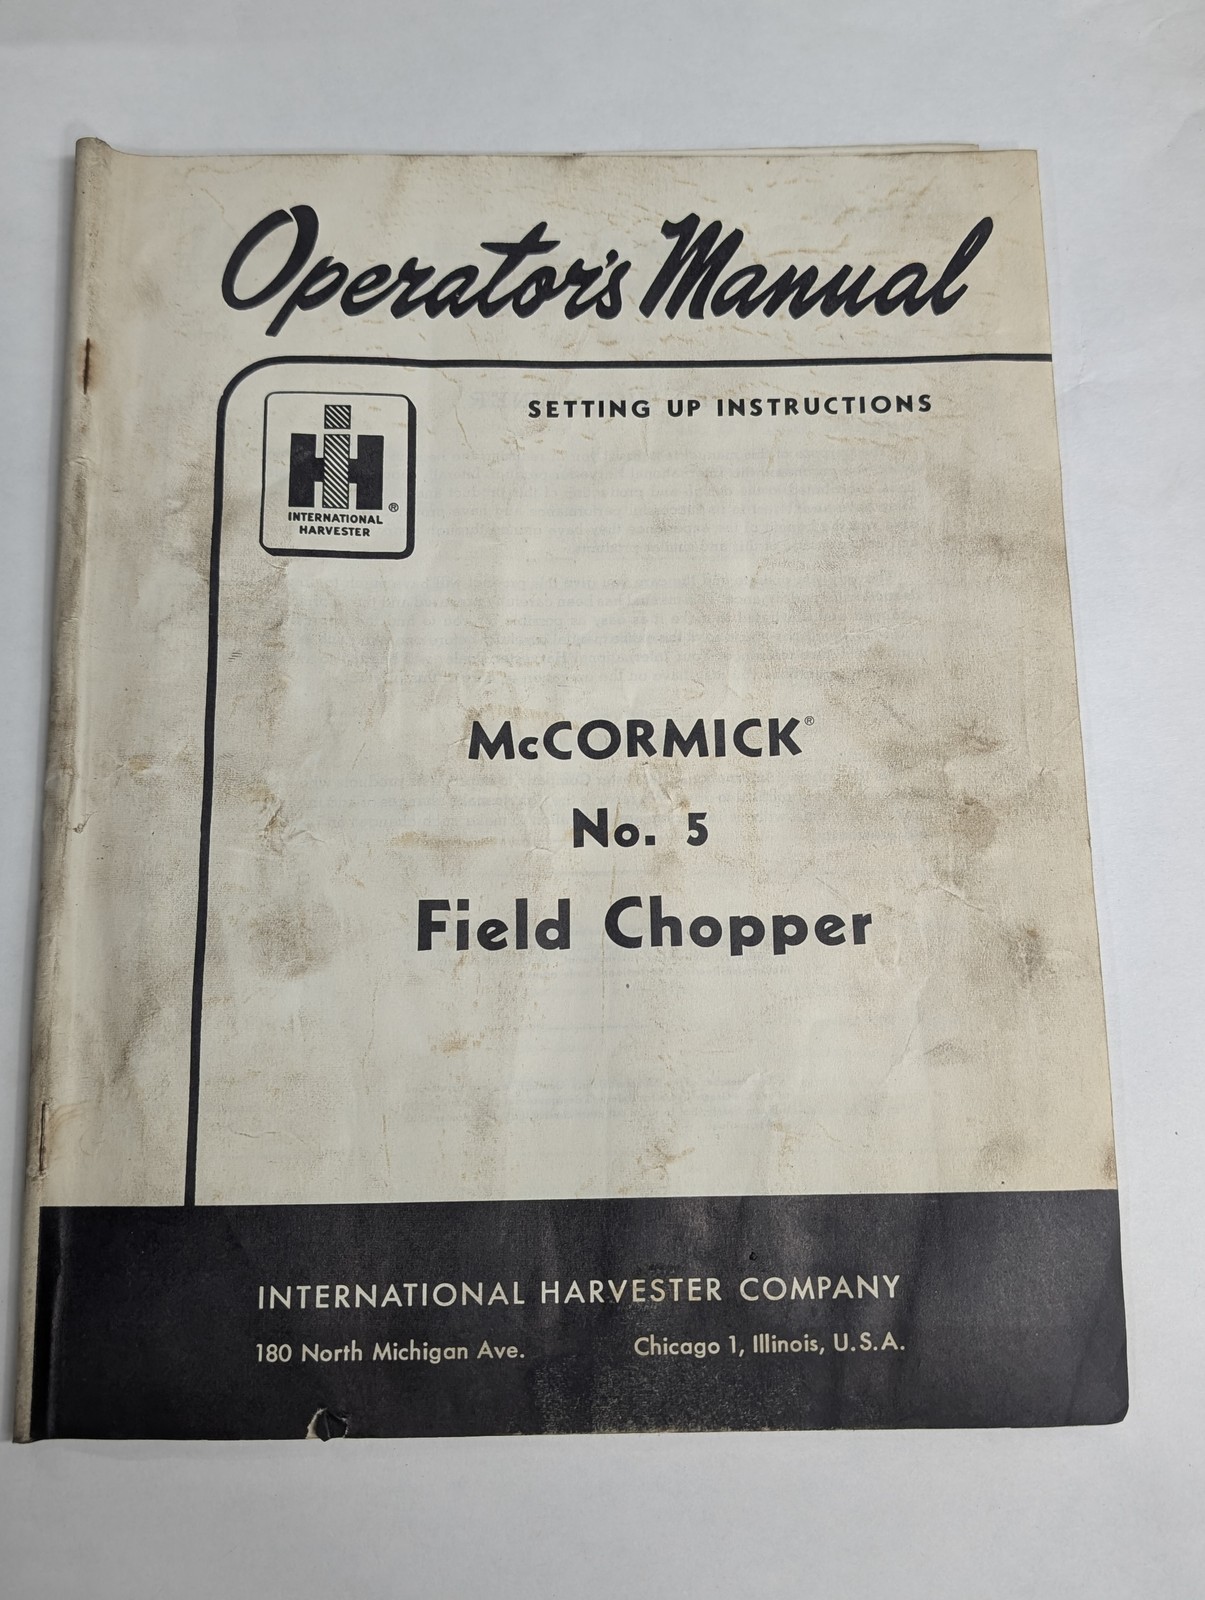 Operator's Manual
SETTING UP INSTRUCTIONS
IH ®
INTERNATIONAL
HARVESTER
McCORMICK®
No. 5
Field Chopper
INTERNATIONAL HARVESTER COMPANY
180 North Michigan Ave. Chicago 1, Illinois, U.S.A.